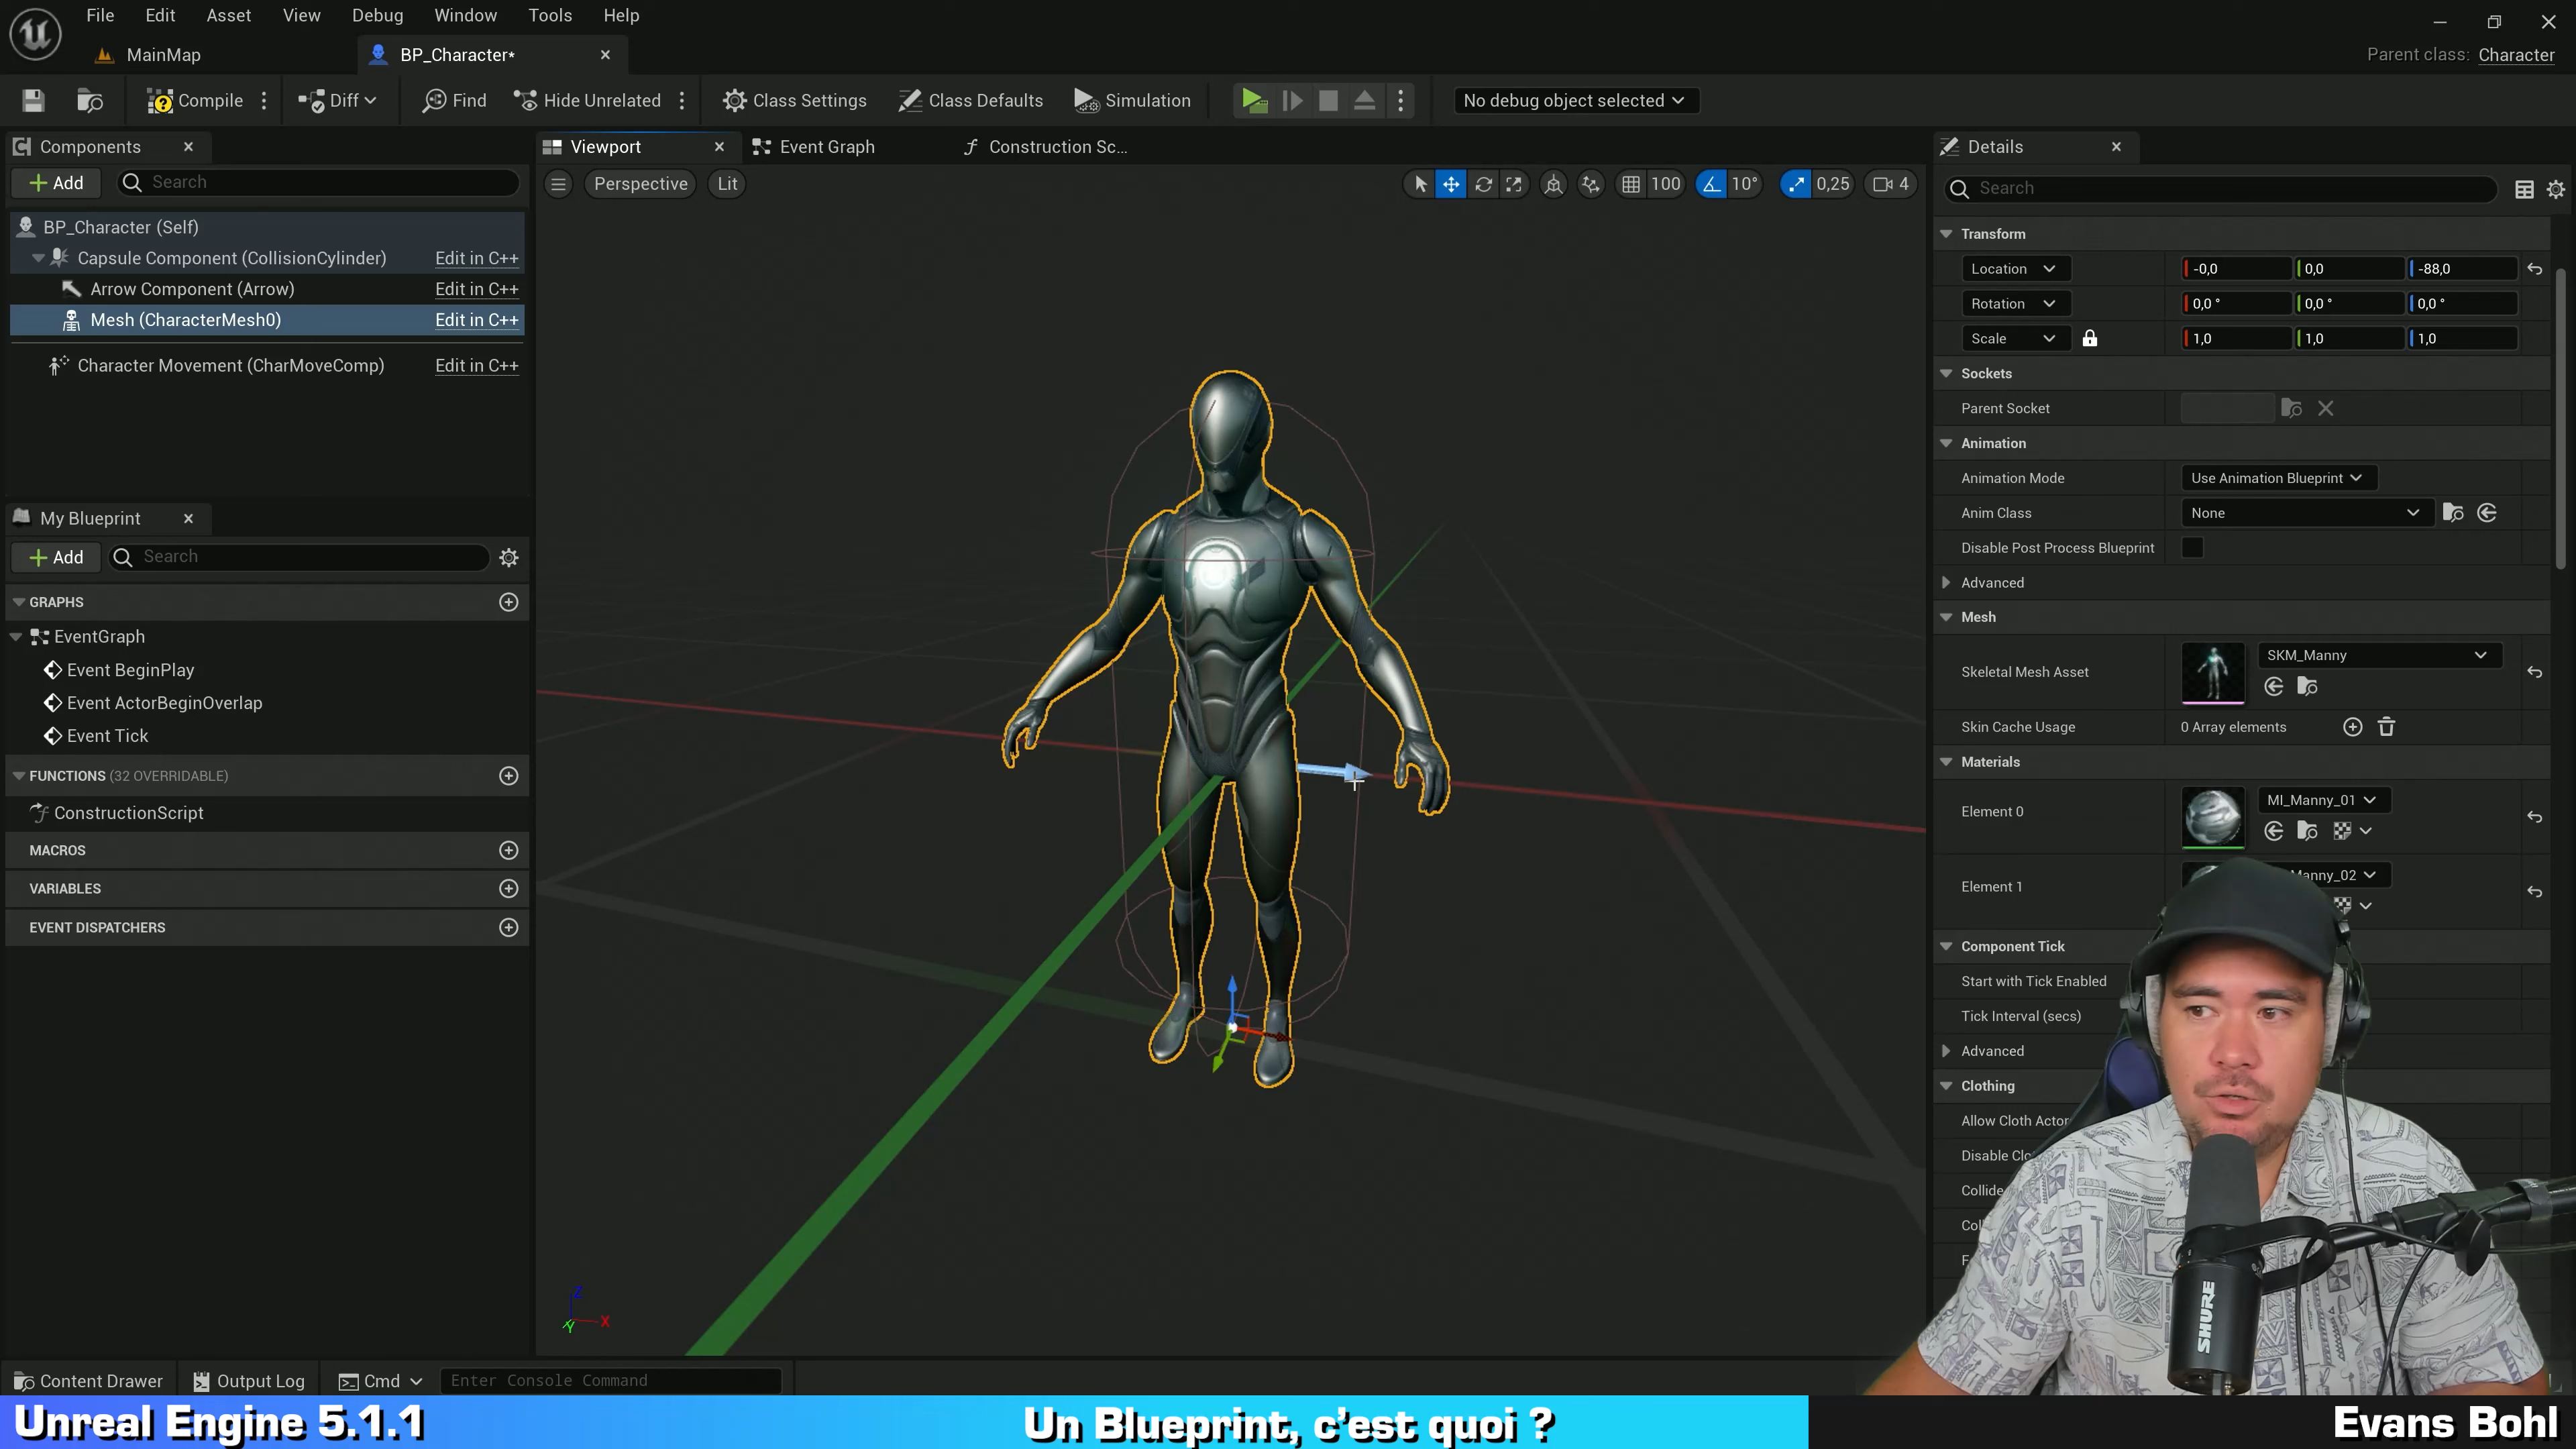 File Edit Asset View Debug Window Tools Help
MainMap
BP_Character*
Parent class: Character
Compile
Diff
Find
Hide Unrelated
Class Settings
Class Defaults
Simulation
No debug object selected
Components
Add
Search
BP_Character (Self)
Capsule Component (CollisionCylinder) Edit in C++
Arrow Component (Arrow) Edit in C++
Mesh (CharacterMesh0) Edit in C++
Character Movement (CharMoveComp) Edit in C++
My Blueprint
Add
Search
GRAPHS
EventGraph
Event BeginPlay
Event ActorBeginOverlap
Event Tick
FUNCTIONS (32 OVERRIDABLE)
ConstructionScript
MACROS
VARIABLES
EVENT DISPATCHERS
Viewport
Event Graph
Construction Sc...
Perspective
Lit
100
10°
0,25
4
Z
X
Y
Details
Search
Transform
Location -0,0 0,0 -88,0
Rotation 0,0 ° 0,0 ° 0,0 °
Scale 1,0 1,0 1,0
Sockets
Parent Socket
Animation
Animation Mode Use Animation Blueprint
Anim Class None
Disable Post Process Blueprint
Advanced
Mesh
Skeletal Mesh Asset SKM_Manny
Skin Cache Usage 0 Array elements
Materials
Element 0 MI_Manny_01
Element 1 Manny_02
Component Tick
Start with Tick Enabled
Tick Interval (secs)
Advanced
Clothing
Allow Cloth Actor
Disable Clo
Collide
SHURE
Content Drawer
Output Log
Cmd
Enter Console Command
Unreal Engine 5.1.1
Un Blueprint, c'est quoi ?
Evans Bohl